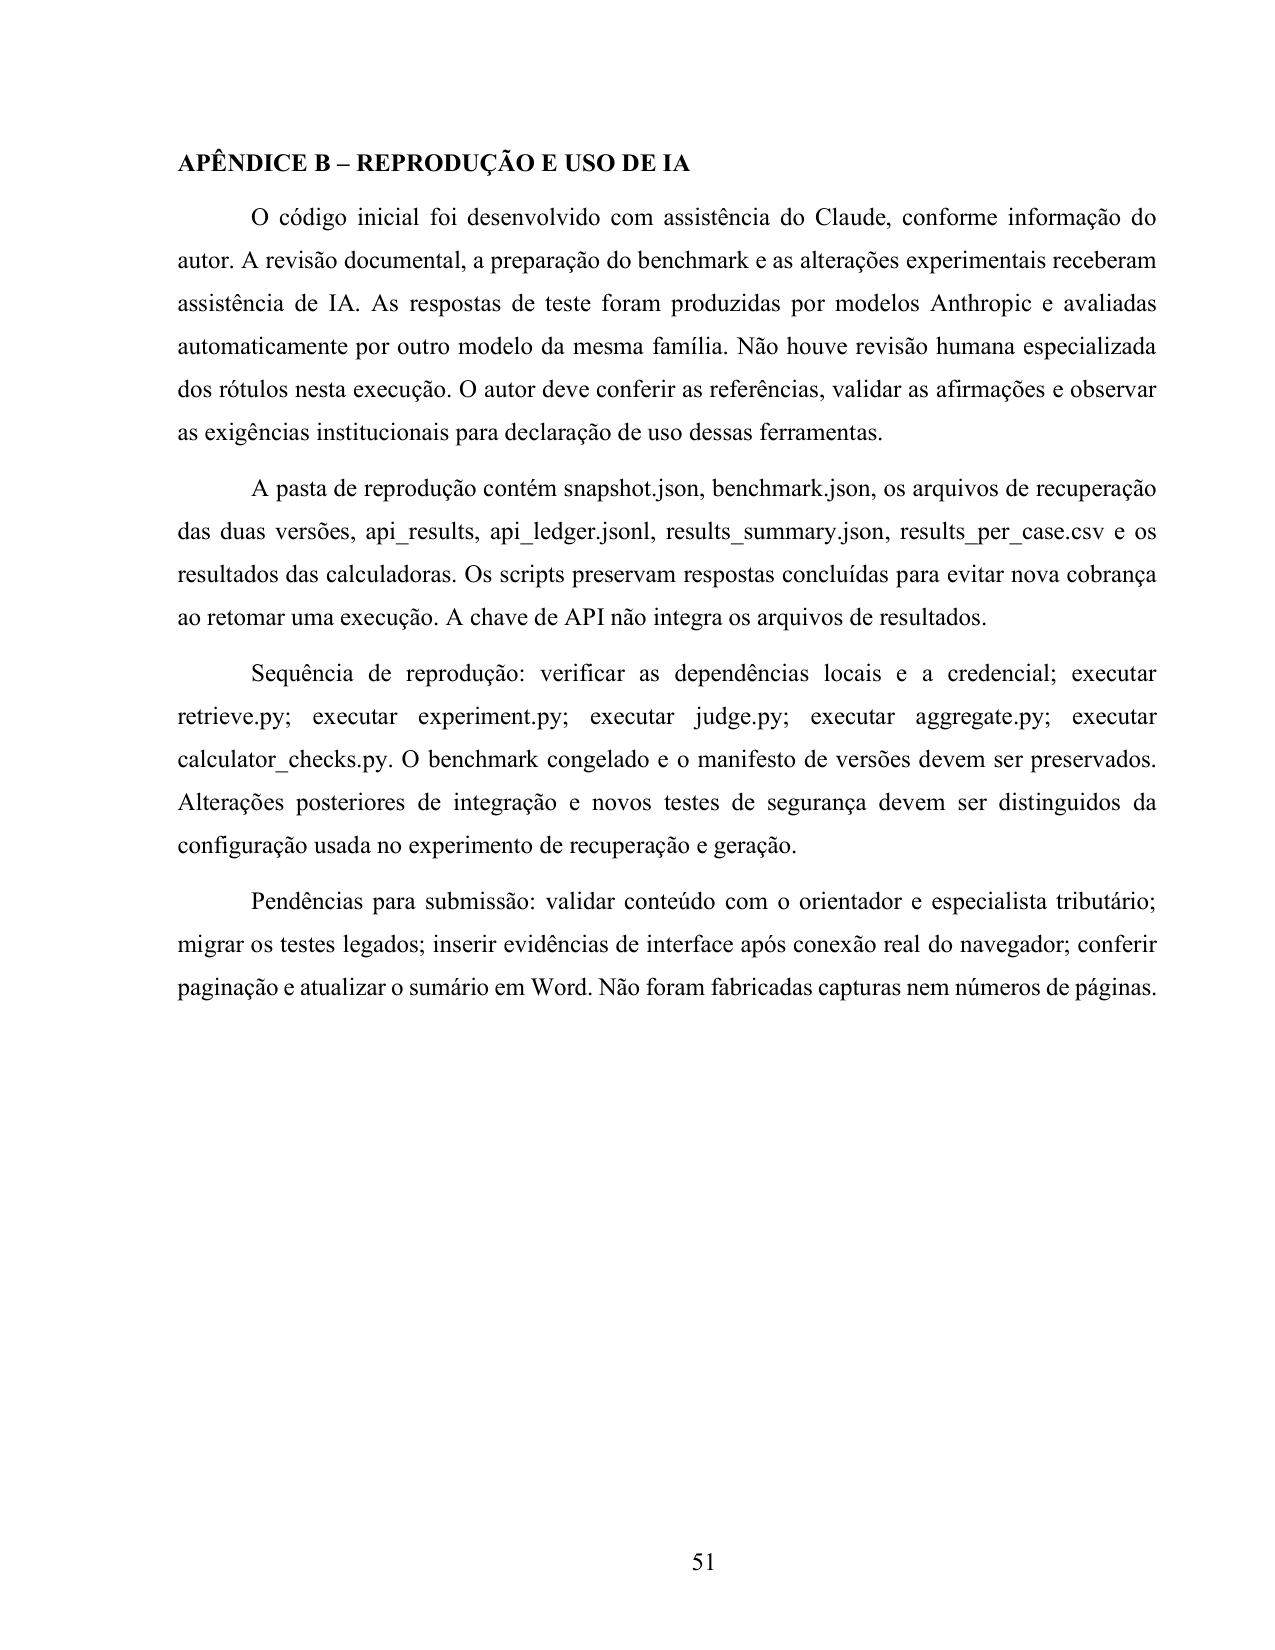 APÊNDICE B – REPRODUÇÃO E USO DE IA
O código inicial foi desenvolvido com assistência do Claude, conforme informação do
autor. A revisão documental, a preparação do benchmark e as alterações experimentais receberam
assistência de IA. As respostas de teste foram produzidas por modelos Anthropic e avaliadas
automaticamente por outro modelo da mesma família. Não houve revisão humana especializada
dos rótulos nesta execução. O autor deve conferir as referências, validar as afirmações e observar
as exigências institucionais para declaração de uso dessas ferramentas.
A pasta de reprodução contém snapshot.json, benchmark.json, os arquivos de recuperação
das duas versões, api_results, api_ledger.jsonl, results_summary.json, results_per_case.csv e os
resultados das calculadoras. Os scripts preservam respostas concluídas para evitar nova cobrança
ao retomar uma execução. A chave de API não integra os arquivos de resultados.
Sequência de reprodução: verificar as dependências locais e a credencial; executar
retrieve.py; executar experiment.py; executar judge.py; executar aggregate.py; executar
calculator_checks.py. O benchmark congelado e o manifesto de versões devem ser preservados.
Alterações posteriores de integração e novos testes de segurança devem ser distinguidos da
configuração usada no experimento de recuperação e geração.
Pendências para submissão: validar conteúdo com o orientador e especialista tributário;
migrar os testes legados; inserir evidências de interface após conexão real do navegador; conferir
paginação e atualizar o sumário em Word. Não foram fabricadas capturas nem números de páginas.
51